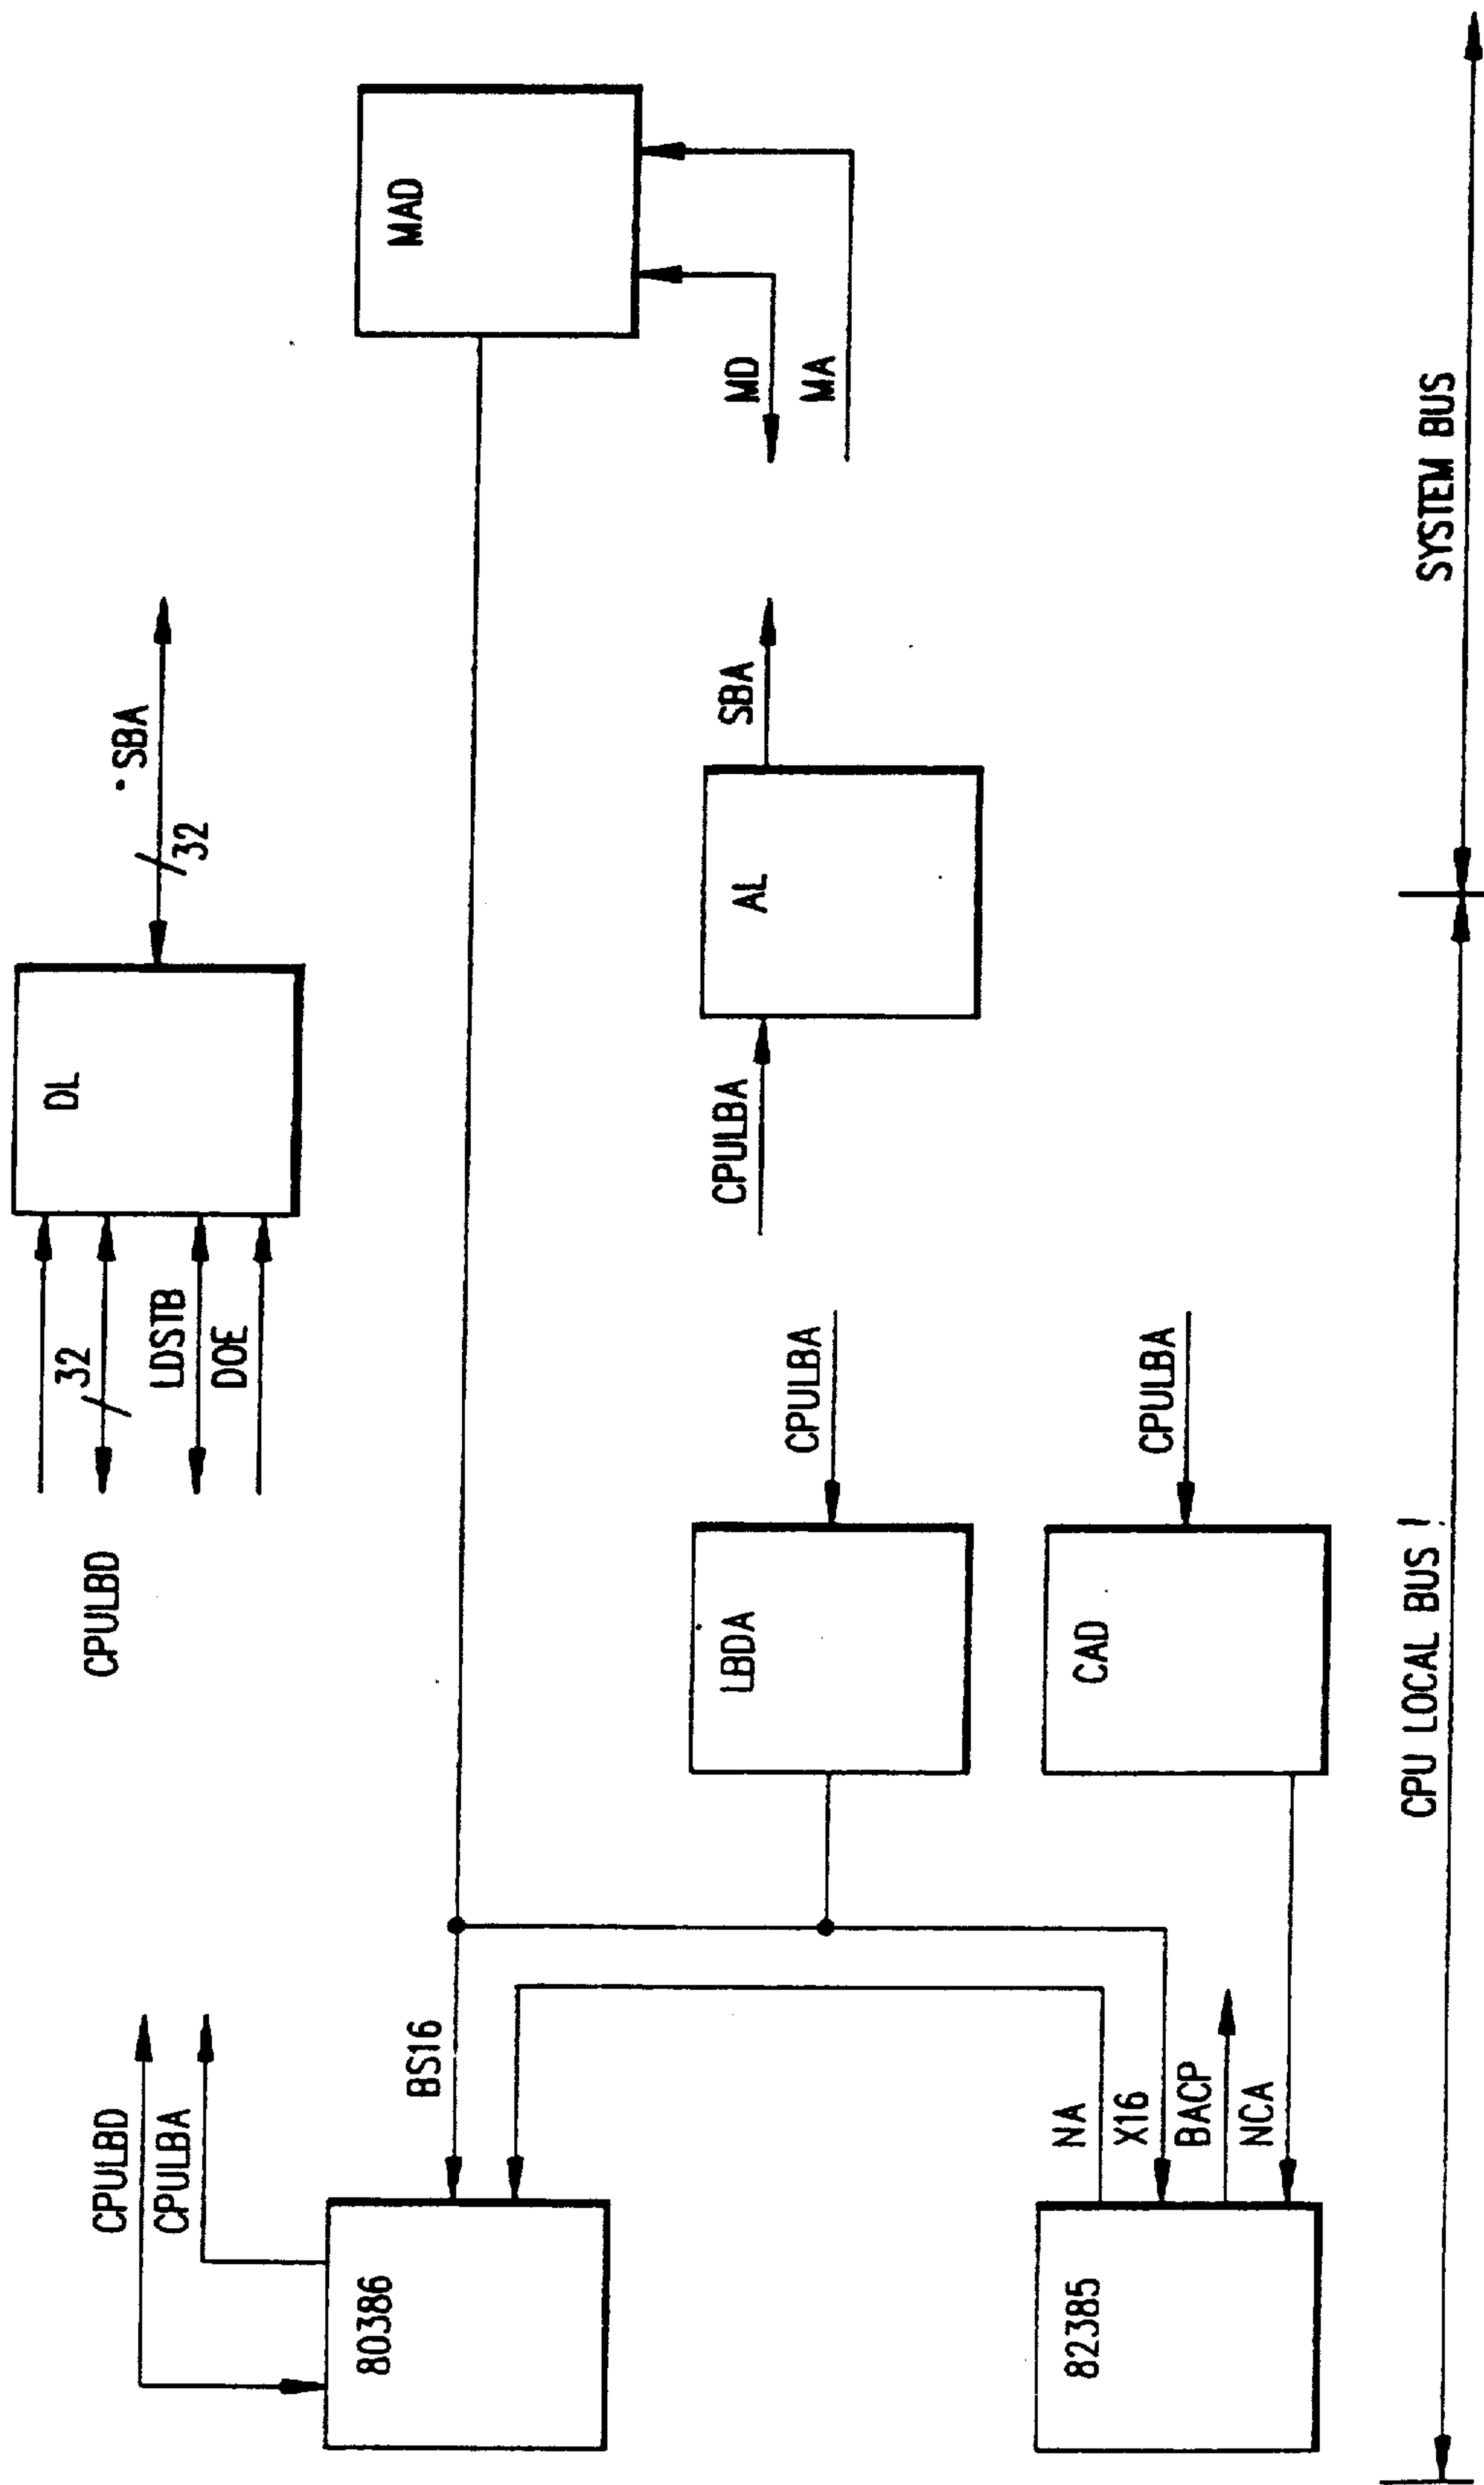 CPULBD
CPULBA
80386
BS16
NA
X16
BACP
NCA
82385
CPULBD
32
LDSTB
DOE
DL
32
SBA
LBDA
CPULBA
CAD
CPULBA
CPULBA
AL
SBA
MAD
MD
MA
CPU LOCAL BUS
SYSTEM BUS